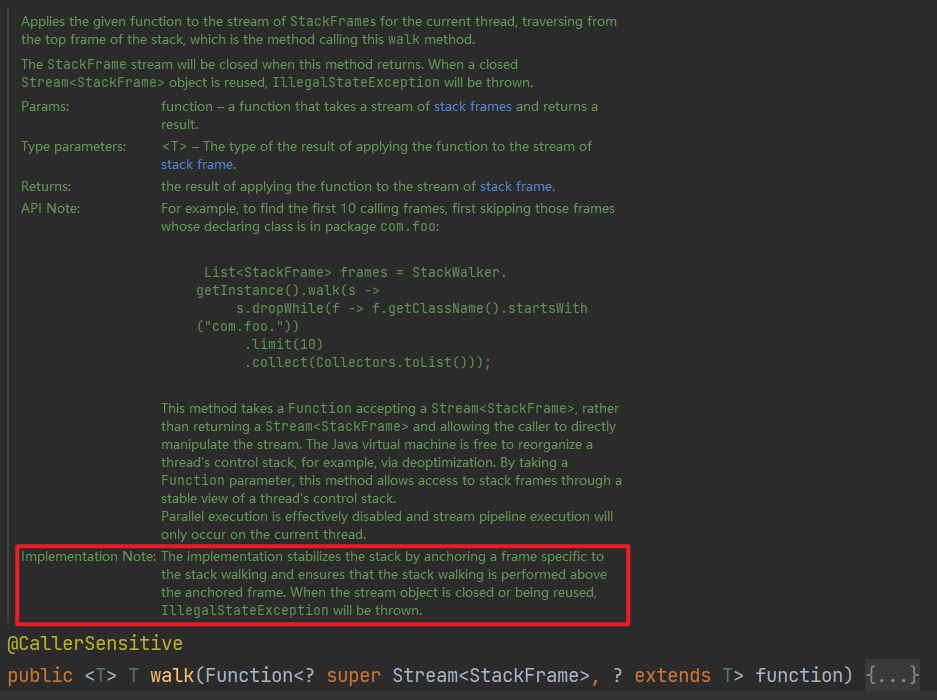 Applies the given function to the stream of StackFrames for the current thread, traversing from
the top frame of the stack, which is the method calling this walk method.
The StackFrame stream will be closed when this method returns. When a closed
Stream<StackFrame> object is reused, IllegalStateException will be thrown.
Params: function – a function that takes a stream of stack frames and returns a
result.
Type parameters: <T> – The type of the result of applying the function to the stream of
stack frame.
Returns: the result of applying the function to the stream of stack frame.
API Note: For example, to find the first 10 calling frames, first skipping those frames
whose declaring class is in package com.foo:
List<StackFrame> frames = StackWalker.
getInstance().walk(s ->
s.dropWhile(f -> f.getClassName().startsWith
("com.foo."))
.limit(10)
.collect(Collectors.toList()));
This method takes a Function accepting a Stream<StackFrame>, rather
than returning a Stream<StackFrame> and allowing the caller to directly
manipulate the stream. The Java virtual machine is free to reorganize a
thread's control stack, for example, via deoptimization. By taking a
Function parameter, this method allows access to stack frames through a
stable view of a thread's control stack.
Parallel execution is effectively disabled and stream pipeline execution will
only occur on the current thread.
Implementation Note: The implementation stabilizes the stack by anchoring a frame specific to
the stack walking and ensures that the stack walking is performed above
the anchored frame. When the stream object is closed or being reused,
IllegalStateException will be thrown.
@CallerSensitive
public <T> T walk(Function<? super Stream<StackFrame>, ? extends T> function) {...}